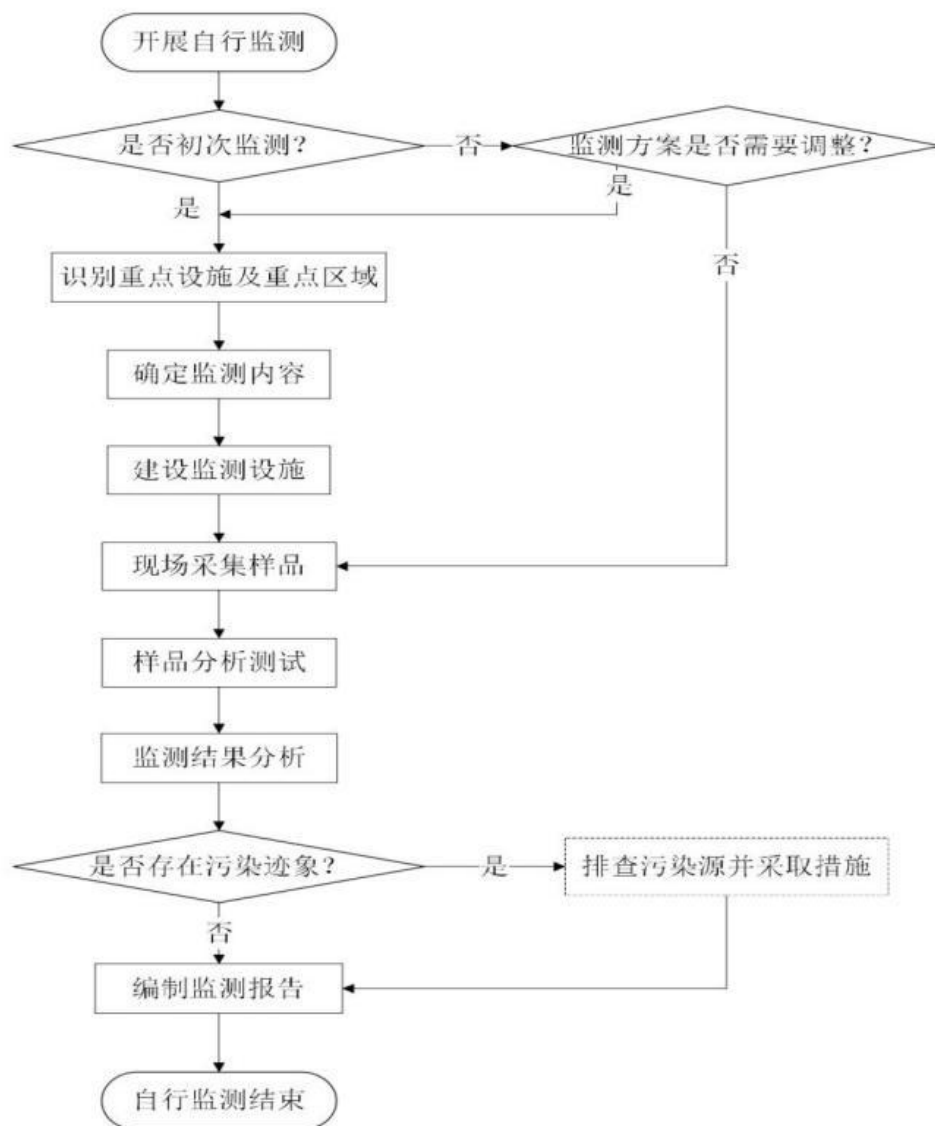 开展自行监测
是否初次监测？
否
监测方案是否需要调整？
是
是
否
识别重点设施及重点区域
确定监测内容
建设监测设施
现场采集样品
样品分析测试
监测结果分析
是否存在污染迹象？
是
排查污染源并采取措施
否
编制监测报告
自行监测结束